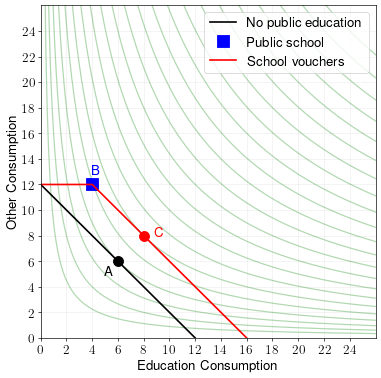 No public education
Public school
School vouchers
B
C
A
0
2
4
6
8
10
12
14
16
18
20
22
24
0 2 4 6 8 10 12 14 16 18 20 22 24
Other Consumption
Education Consumption